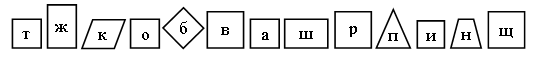 т ж к о б в а ш р п и н щ